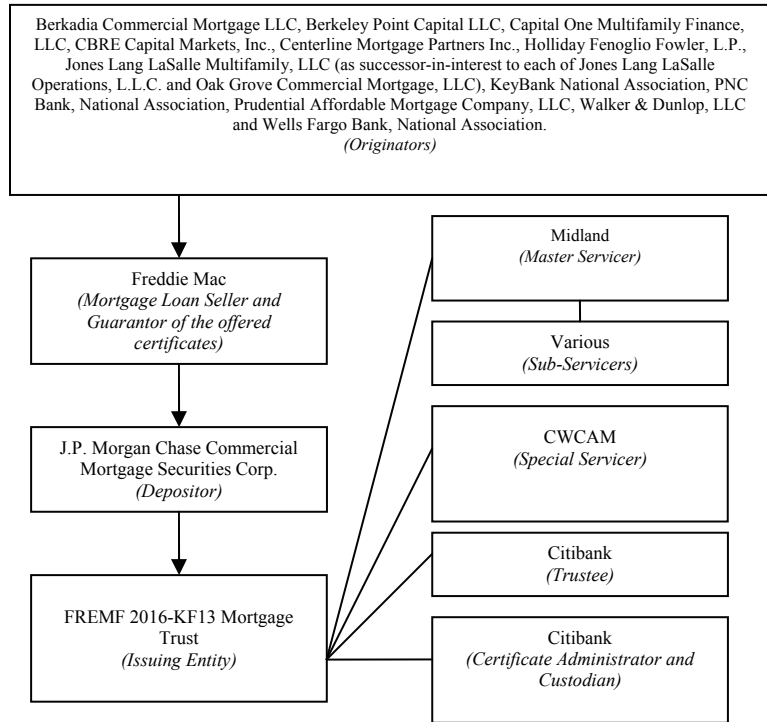 Berkadia Commercial Mortgage LLC, Berkeley Point Capital LLC, Capital One Multifamily Finance,
LLC, CBRE Capital Markets, Inc., Centerline Mortgage Partners Inc., Holliday Fenoglio Fowler, L.P.,
Jones Lang LaSalle Multifamily, LLC (as successor-in-interest to each of Jones Lang LaSalle
Operations, L.L.C. and Oak Grove Commercial Mortgage, LLC), KeyBank National Association, PNC
Bank, National Association, Prudential Affordable Mortgage Company, LLC, Walker & Dunlop, LLC
and Wells Fargo Bank, National Association.
(Originators)
Freddie Mac
(Mortgage Loan Seller and
Guarantor of the offered
certificates)
J.P. Morgan Chase Commercial
Mortgage Securities Corp.
(Depositor)
FREMF 2016-KF13 Mortgage
Trust
(Issuing Entity)
Midland
(Master Servicer)
Various
(Sub-Servicers)
CWCAM
(Special Servicer)
Citibank
(Trustee)
Citibank
(Certificate Administrator and
Custodian)